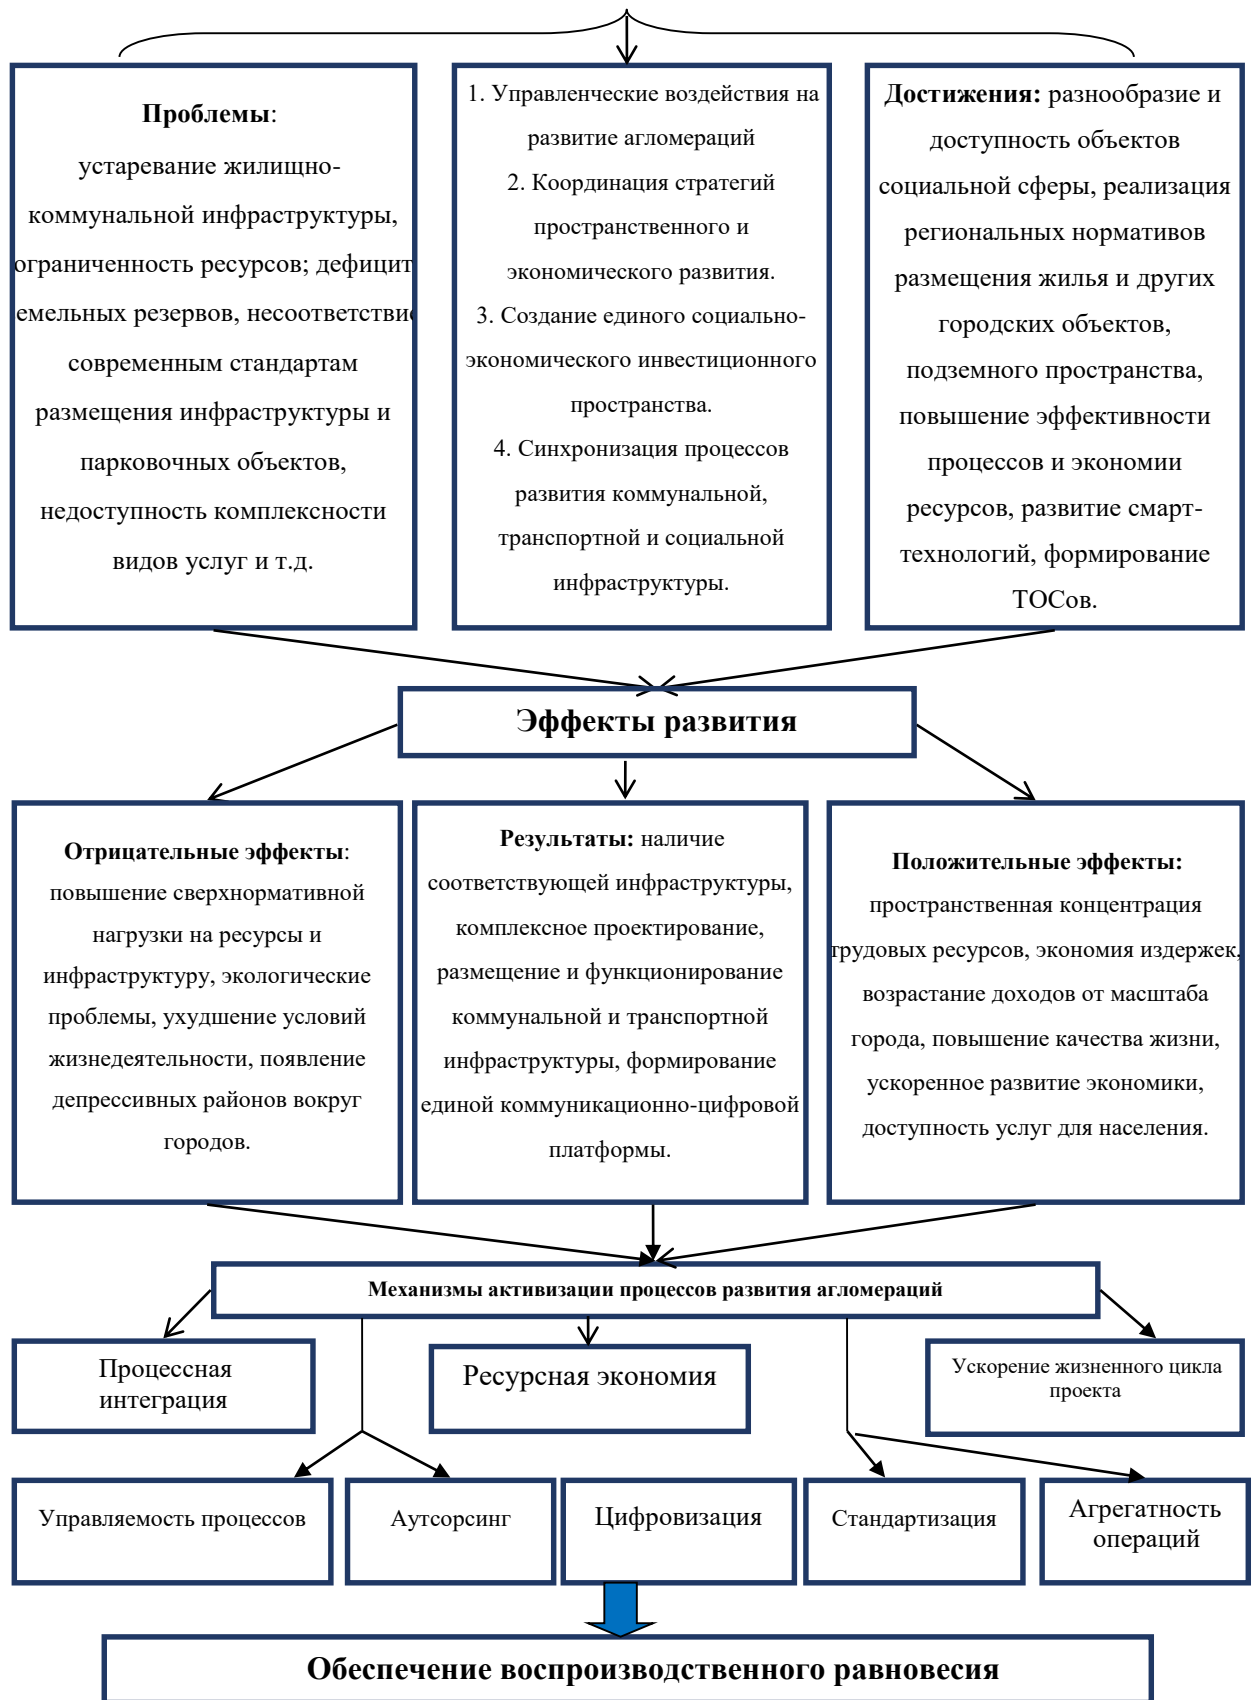 Проблемы:
устаревание жилищно-
коммунальной инфраструктуры,
ограниченность ресурсов; дефицит
емельных резервов, несоответствие
современным стандартам
размещения инфраструктуры и
парковочных объектов,
недоступность комплексности
видов услуг и т.д.
1. Управленческие воздействия на
развитие агломераций
2. Координация стратегий
пространственного и
экономического развития.
3. Создание единого социально-
экономического инвестиционного
пространства.
4. Синхронизация процессов
развития коммунальной,
транспортной и социальной
инфраструктуры.
Достижения: разнообразие и
доступность объектов
социальной сферы, реализация
региональных нормативов
размещения жилья и других
городских объектов,
подземного пространства,
повышение эффективности
процессов и экономии
ресурсов, развитие смарт-
технологий, формирование
ТОСов.
Эффекты развития
Отрицательные эффекты:
повышение сверхнормативной
нагрузки на ресурсы и
инфраструктуру, экологические
проблемы, ухудшение условий
жизнедеятельности, появление
депрессивных районов вокруг
городов.
Результаты: наличие
соответствующей инфраструктуры,
комплексное проектирование,
размещение и функционирование
коммунальной и транспортной
инфраструктуры, формирование
единой коммуникационно-цифровой
платформы.
Положительные эффекты:
пространственная концентрация
трудовых ресурсов, экономия издержек,
возрастание доходов от масштаба
города, повышение качества жизни,
ускоренное развитие экономики,
доступность услуг для населения.
Механизмы активизации процессов развития агломераций
Процессная
интеграция
Ресурсная экономия
Ускорение жизненного цикла
проекта
Управляемость процессов
Аутсорсинг
Цифровизация
Стандартизация
Агрегатность
операций
Обеспечение воспроизводственного равновесия